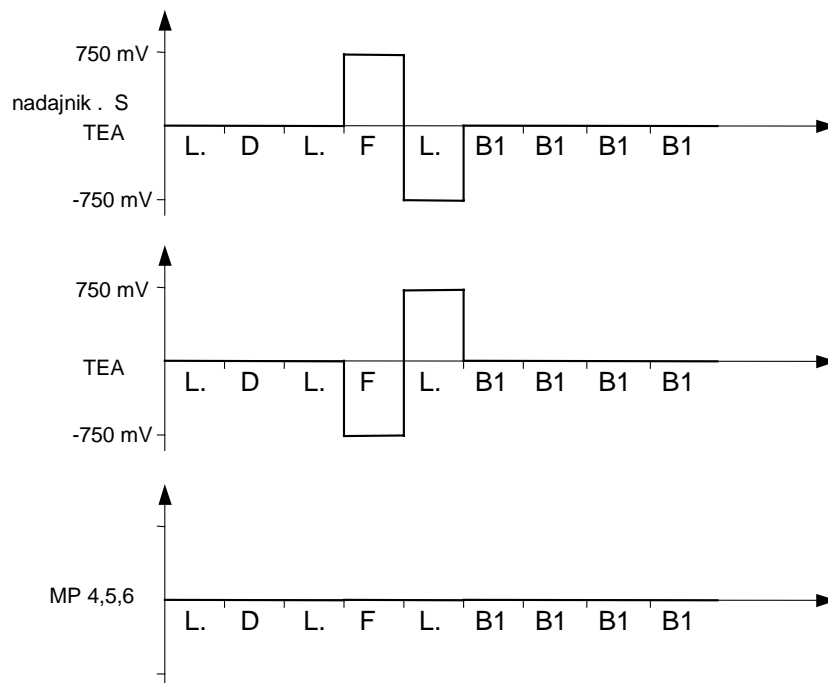 750 mV
nadajnik . S
TEA
L. D L. F L. B1 B1 B1 B1
-750 mV
750 mV
TEA
L. D L. F L. B1 B1 B1 B1
-750 mV
MP 4,5,6
L. D L. F L. B1 B1 B1 B1